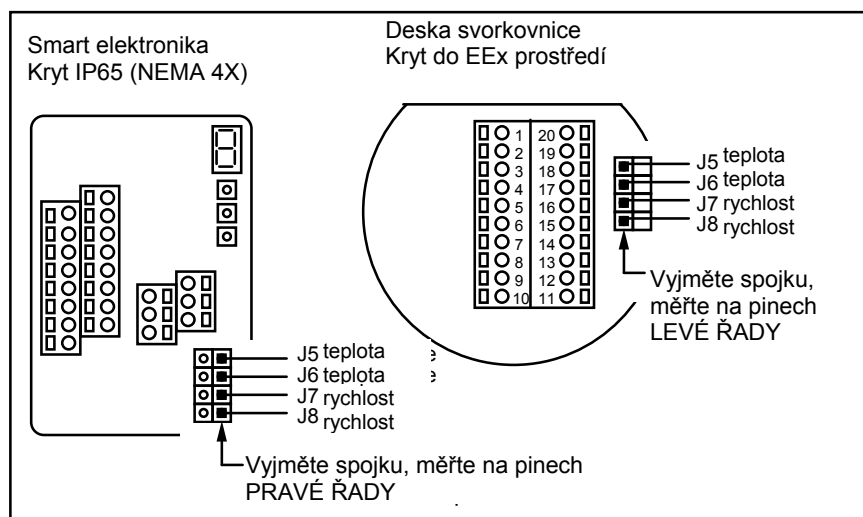 Smart elektronika
Kryt IP65 (NEMA 4X)
Deska svorkovnice
Kryt do EEx prostředí
1 20
2 19
3 18
4 17
5 16
6 15
7 14
8 13
9 12
10 11
J5 teplota
J6 teplota
J7 rychlost
J8 rychlost
Vyjměte spojku,
měřte na pinech
LEVÉ ŘADY
J5 teplota
J6 teplota
J7 rychlost
J8 rychlost
Vyjměte spojku, měřte na pinech
PRAVÉ ŘADY